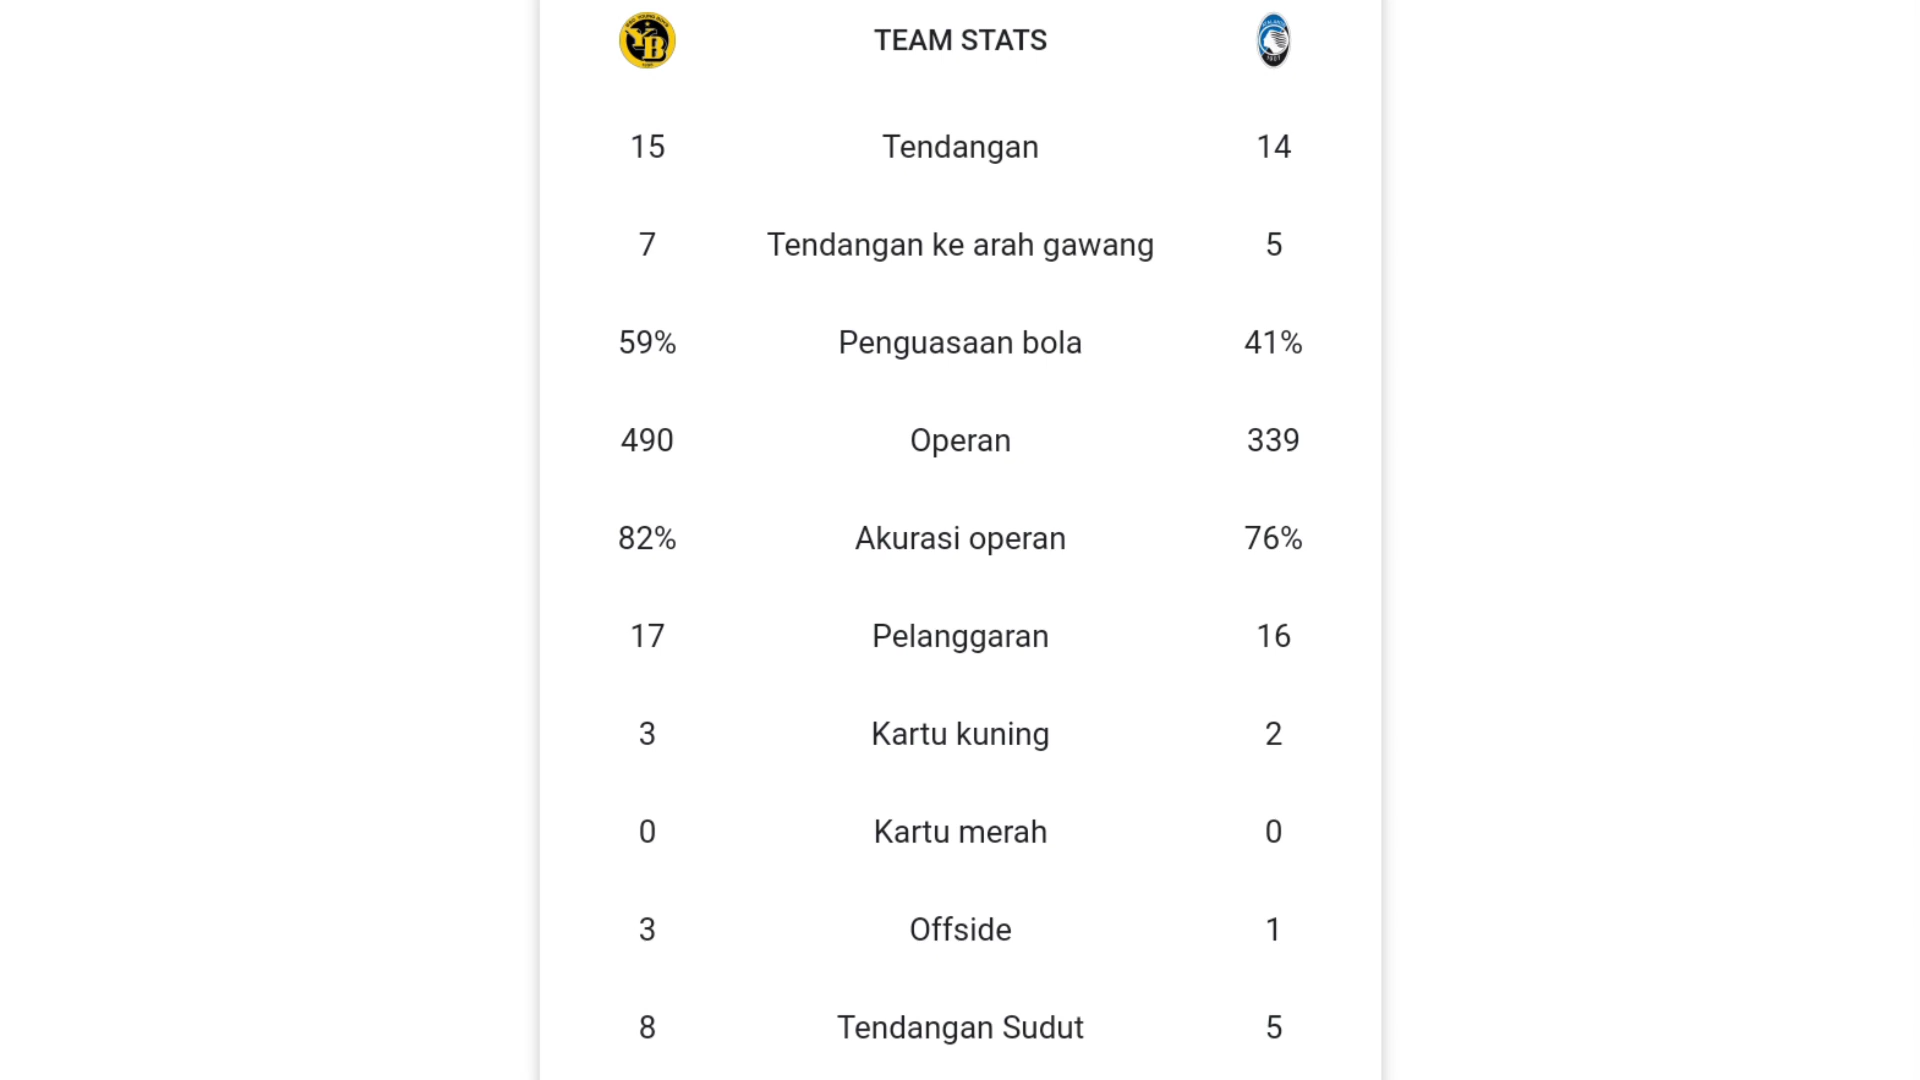 TEAM STATS
15 Tendangan 14
7 Tendangan ke arah gawang 5
59% Penguasaan bola 41%
490 Operan 339
82% Akurasi operan 76%
17 Pelanggaran 16
3 Kartu kuning 2
0 Kartu merah 0
3 Offside 1
8 Tendangan Sudut 5